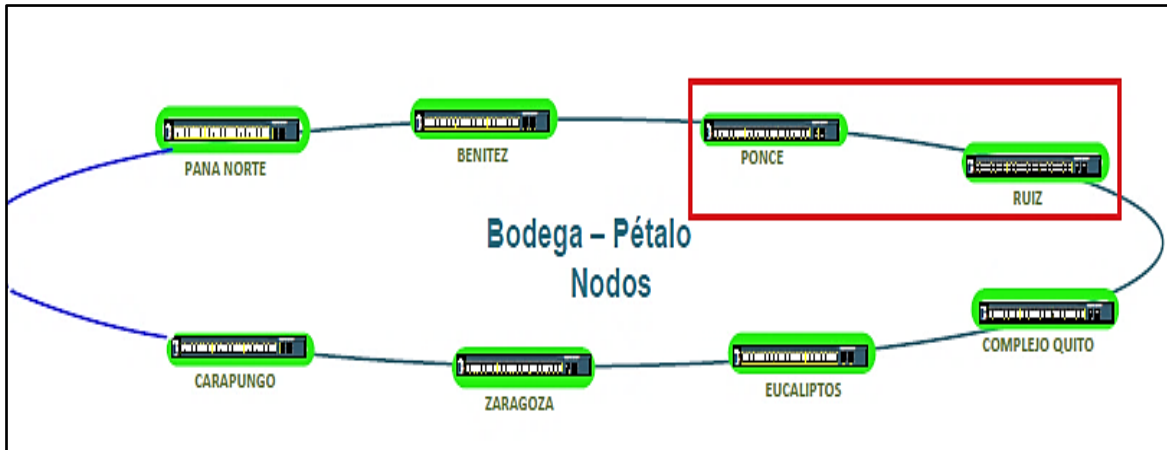 PANA NORTE
BENITEZ
PONCE
RUIZ
Bodega – Pétalo
Nodos
COMPLEJO QUITO
EUCALIPTOS
ZARAGOZA
CARAPUNGO